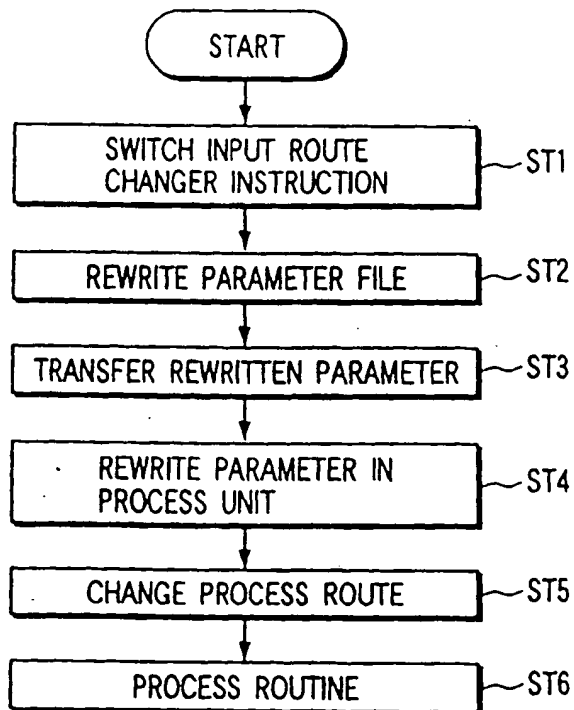 START
SWITCH INPUT ROUTE
CHANGER INSTRUCTION
ST1
REWRITE PARAMETER FILE
ST2
TRANSFER REWRITTEN PARAMETER
ST3
REWRITE PARAMETER IN
PROCESS UNIT
ST4
CHANGE PROCESS ROUTE
ST5
PROCESS ROUTINE
ST6